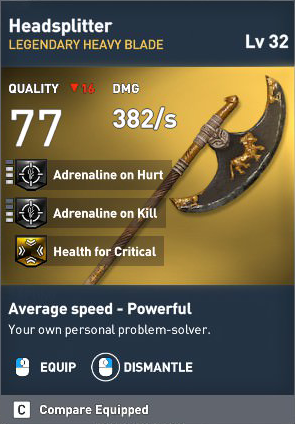 Headsplitter
LEGENDARY HEAVY BLADE
Lv 32
QUALITY ▼16 DMG
77 382/s
Adrenaline on Hurt
Adrenaline on Kill
Health for Critical
Average speed - Powerful
Your own personal problem-solver.
EQUIP DISMANTLE
C Compare Equipped